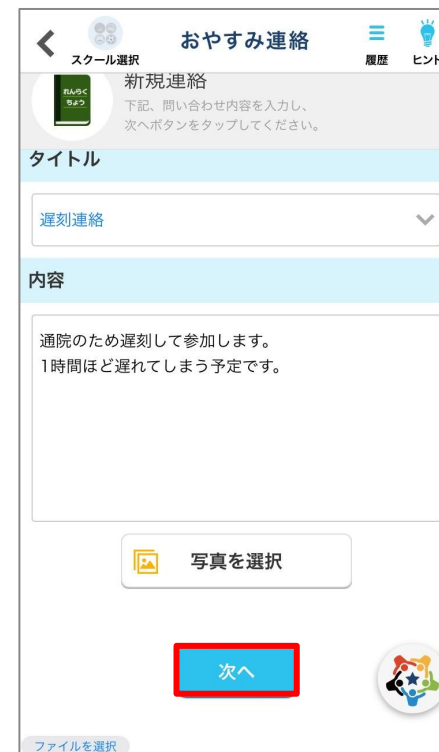 おやすみ連絡
スクール選択
履歴
ヒント
れんらく
ちょう
新規連絡
下記、問い合わせ内容を入力し、
次へボタンをタップしてください。
タイトル
遅刻連絡
内容
通院のため遅刻して参加します。
1時間ほど遅れてしまう予定です。
写真を選択
次へ
ファイルを選択